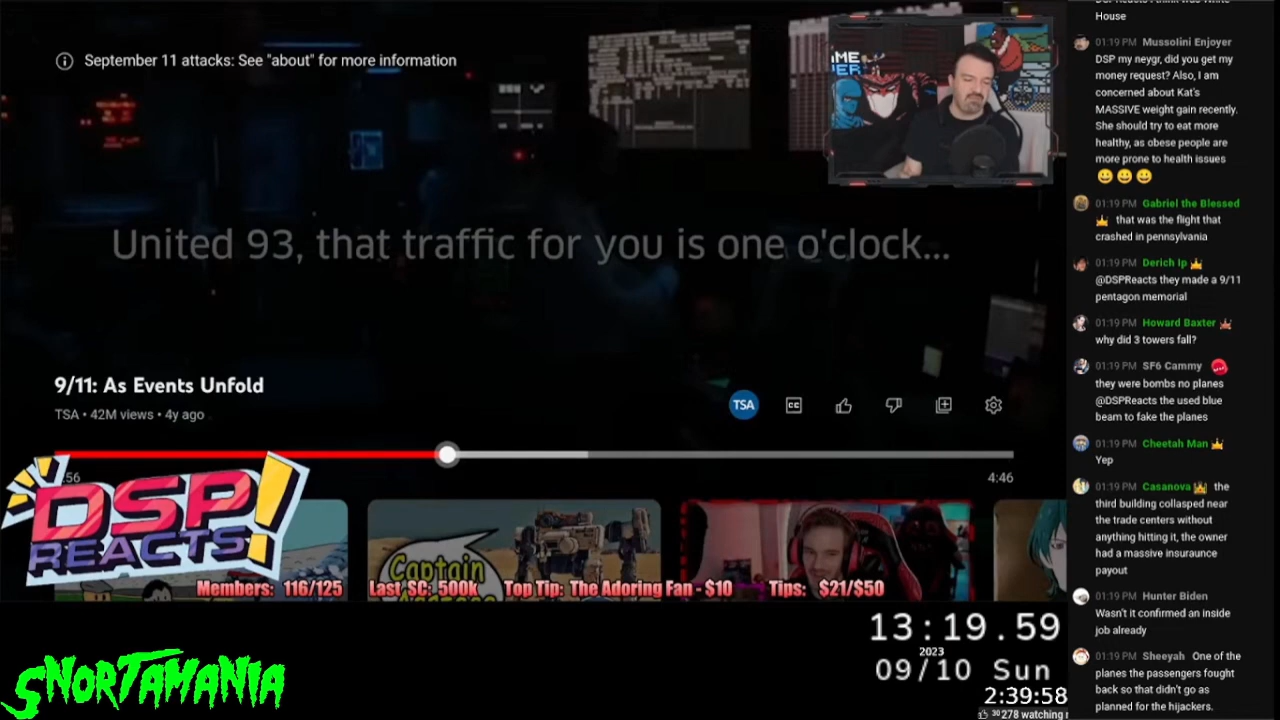 September 11 attacks: See "about" for more information
United 93, that traffic for you is one o'clock...
9/11: As Events Unfold
TSA • 42M views • 4y ago
TSA
CC
:56
4:46
DSP!
REACTS!
Captain
Members: 116/125
Last SC: 500k
Top Tip: The Adoring Fan - $10
Tips: $21/$50
SNORTAMANIA
13:19.59
2023
09/10 Sun
2:39:58
30 278 watching
House
01:19 PM Mussolini Enjoyer
DSP my neygr, did you get my
money request? Also, I am
concerned about Kat's
MASSIVE weight gain recently.
She should try to eat more
healthy, as obese people are
more prone to health issues
😀 😀 😀
01:19 PM Gabriel the Blessed
that was the flight that
crashed in pennsylvania
01:19 PM Derich Ip
@DSPReacts they made a 9/11
pentagon memorial
01:19 PM Howard Baxter
why did 3 towers fall?
01:19 PM SF6 Cammy
they were bombs no planes
@DSPReacts the used blue
beam to fake the planes
01:19 PM Cheetah Man
Yep
01:19 PM Casanova the
third building collasped near
the trade centers without
anything hitting it, the owner
had a massive insuraunce
payout
01:19 PM Hunter Biden
Wasn't it confirmed an inside
job already
01:19 PM Sheeyah One of the
planes the passengers fought
back so that didn't go as
planned for the hijackers.